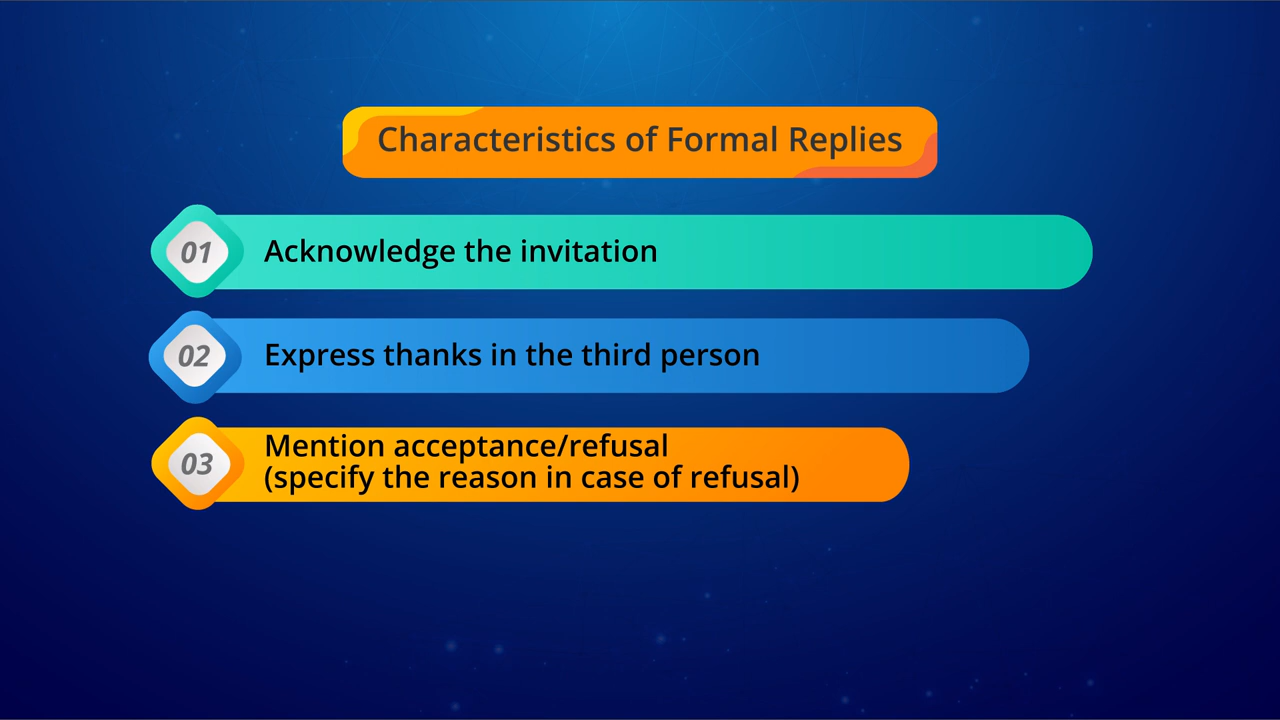 Characteristics of Formal Replies
01
Acknowledge the invitation
02
Express thanks in the third person
03
Mention acceptance/refusal
(specify the reason in case of refusal)